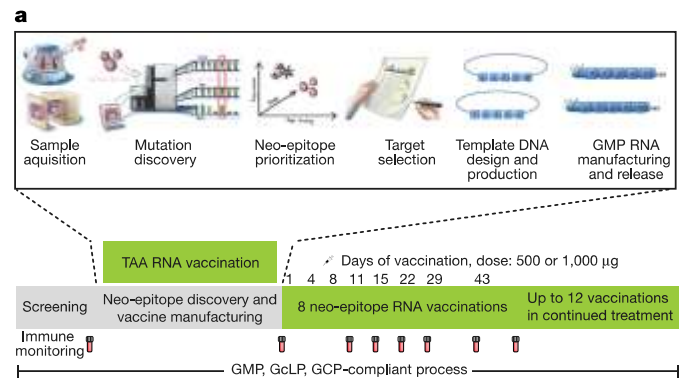 a
Sample
aquisition
Mutation
discovery
Neo-epitope
prioritization
Target
selection
Template DNA
design and
production
GMP RNA
manufacturing
and release
TAA RNA vaccination
Days of vaccination, dose: 500 or 1,000 µg
1 4 8 11 15 22 29 43
Screening
Neo-epitope discovery and
vaccine manufacturing
8 neo-epitope RNA vaccinations
Up to 12 vaccinations
in continued treatment
Immune
monitoring
GMP, GcLP, GCP-compliant process